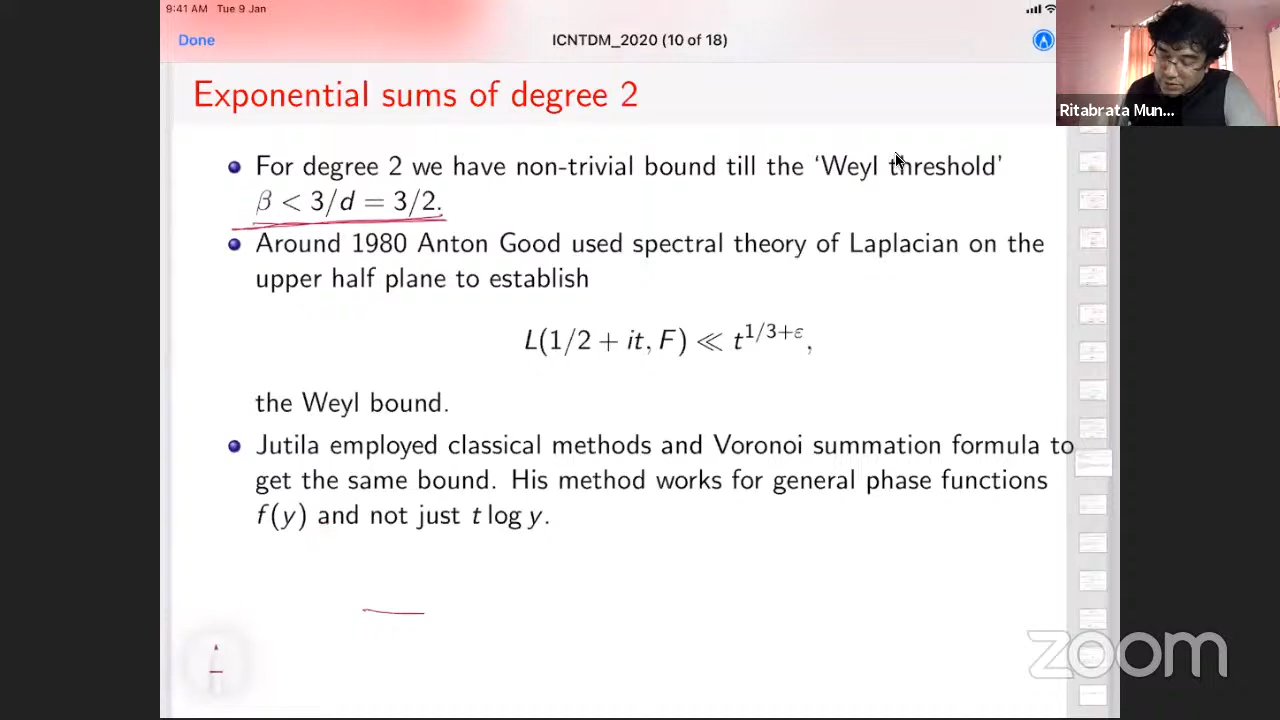 9:41 AM Tue 9 Jan
Done
ICNTDM_2020 (10 of 18)
Ritabrata Mun...
Exponential sums of degree 2
For degree 2 we have non-trivial bound till the ‘Weyl threshold’
β < 3/d = 3/2.
Around 1980 Anton Good used spectral theory of Laplacian on the
upper half plane to establish
L(1/2 + it, F) ≪ t^{1/3+ε},
the Weyl bound.
Jutila employed classical methods and Voronoi summation formula to
get the same bound. His method works for general phase functions
f(y) and not just t log y.
zoom